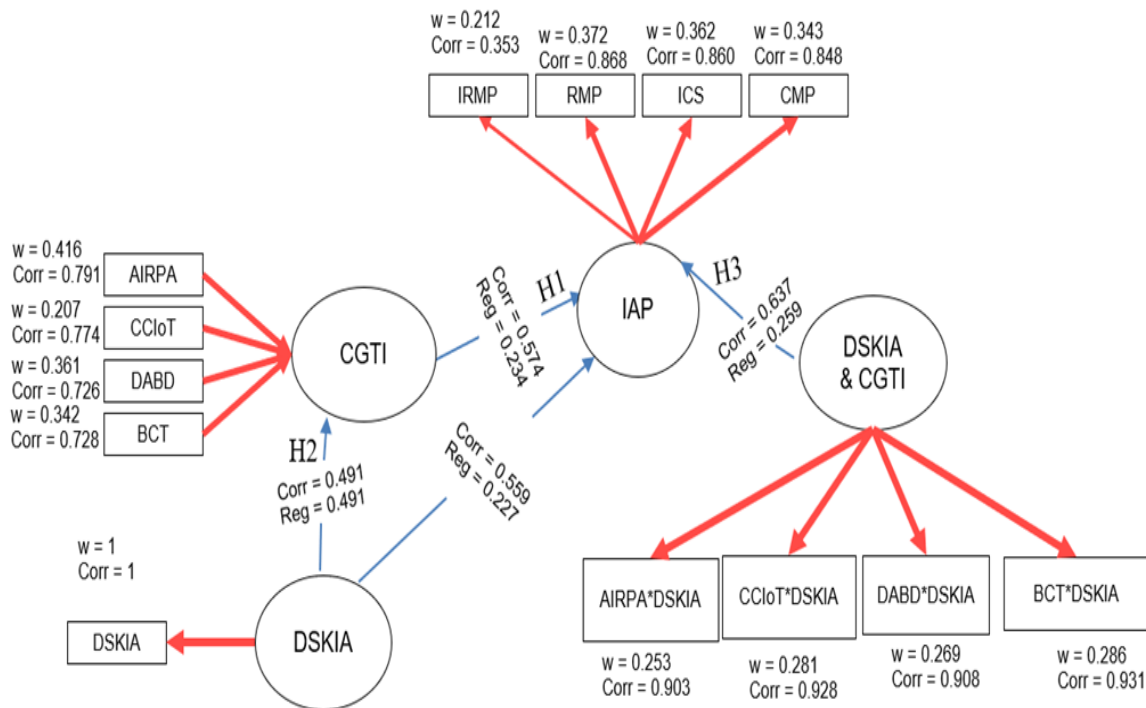 w = 0.212
Corr = 0.353
w = 0.372
Corr = 0.868
w = 0.362
Corr = 0.860
w = 0.343
Corr = 0.848
IRMP
RMP
ICS
CMP
w = 0.416
Corr = 0.791
AIRPA
w = 0.207
Corr = 0.774
CCIoT
w = 0.361
Corr = 0.726
DABD
w = 0.342
Corr = 0.728
BCT
CGTI
H1
Corr = 0.574
Reg = 0.234
IAP
H3
Corr = 0.637
Reg = 0.259
DSKIA
& CGTI
H2
Corr = 0.491
Reg = 0.491
Corr = 0.559
Reg = 0.227
w = 1
Corr = 1
DSKIA
DSKIA
AIRPA*DSKIA
CCIoT*DSKIA
DABD*DSKIA
BCT*DSKIA
w = 0.253
Corr = 0.903
w = 0.281
Corr = 0.928
w = 0.269
Corr = 0.908
w = 0.286
Corr = 0.931